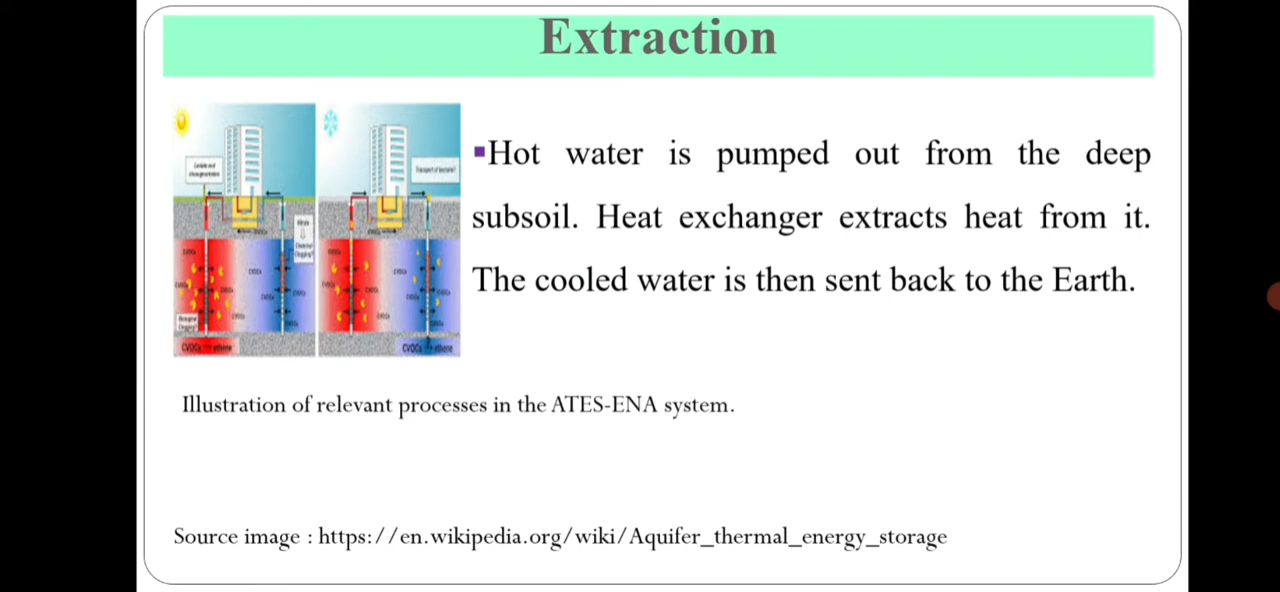 Extraction
▪Hot water is pumped out from the deep
subsoil. Heat exchanger extracts heat from it.
The cooled water is then sent back to the Earth.
CVOCs
CVOCs
Illustration of relevant processes in the ATES-ENA system.
Source image : https://en.wikipedia.org/wiki/Aquifer_thermal_energy_storage